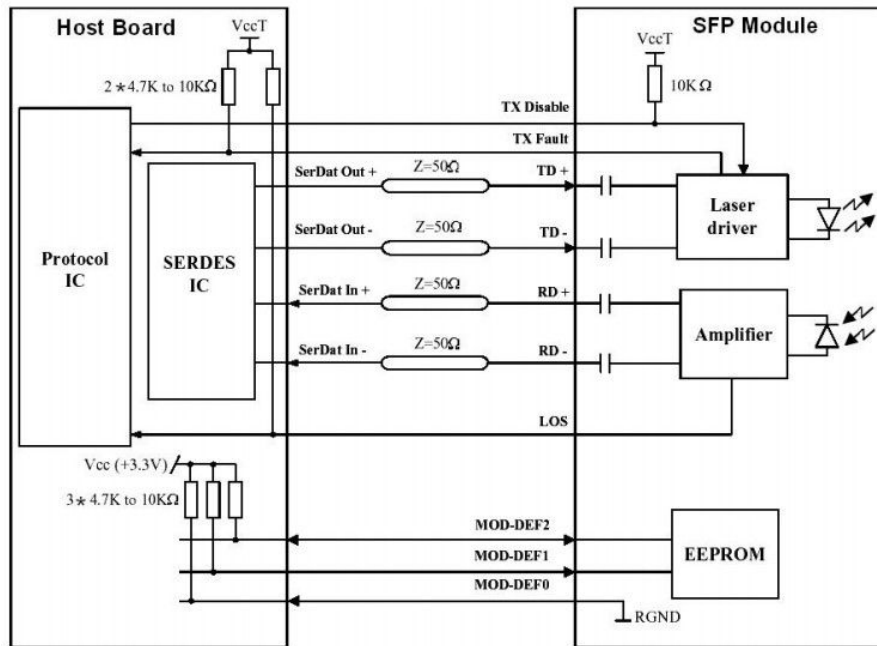 Host Board
SFP Module
VccT
VccT
2*4.7K to 10KΩ
10KΩ
TX Disable
TX Fault
SerDat Out +
Z=50Ω
TD +
SerDat Out -
Z=50Ω
TD -
Laser
driver
Protocol
IC
SERDES
IC
SerDat In +
Z=50Ω
RD +
SerDat In -
Z=50Ω
RD -
Amplifier
LOS
Vcc (+3.3V)
3*4.7K to 10KΩ
MOD-DEF2
MOD-DEF1
MOD-DEF0
EEPROM
RGND